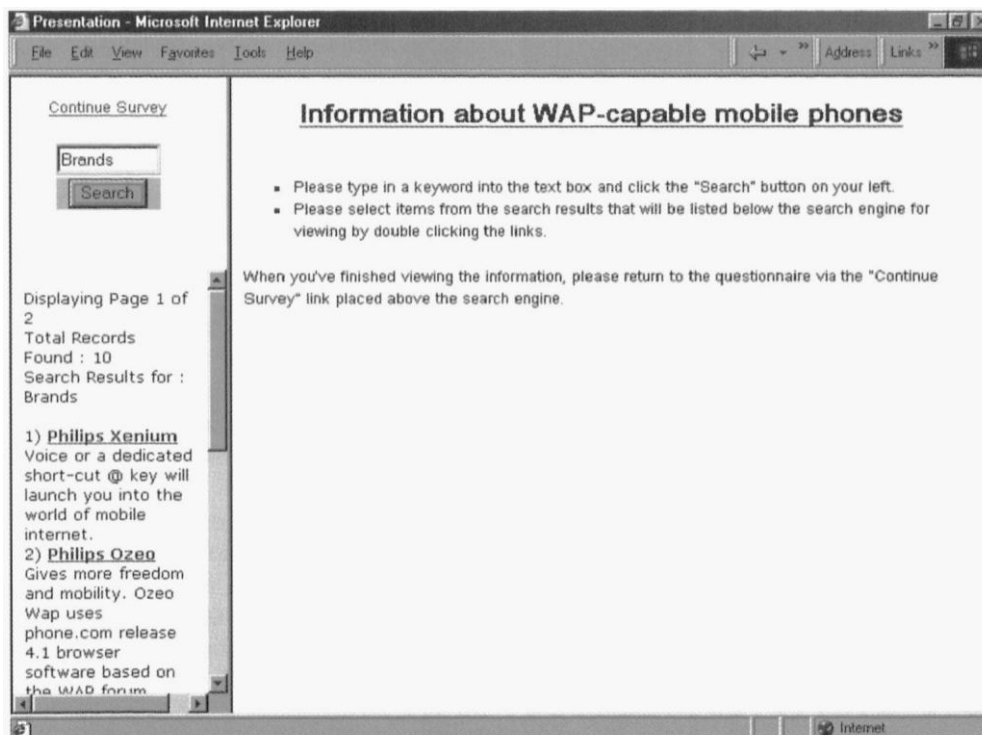 Presentation - Microsoft Internet Explorer
File Edit View Favorites Tools Help
» Address Links »
Continue Survey
Brands
Search
Displaying Page 1 of
2
Total Records
Found : 10
Search Results for :
Brands
1) Philips Xenium
Voice or a dedicated
short-cut @ key will
launch you into the
world of mobile
internet.
2) Philips Ozeo
Gives more freedom
and mobility. Ozeo
Wap uses
phone.com release
4.1 browser
software based on
the WAP forum
Information about WAP-capable mobile phones
▪ Please type in a keyword into the text box and click the "Search" button on your left.
▪ Please select items from the search results that will be listed below the search engine for
viewing by double clicking the links.
When you've finished viewing the information, please return to the questionnaire via the "Continue
Survey" link placed above the search engine.
Internet